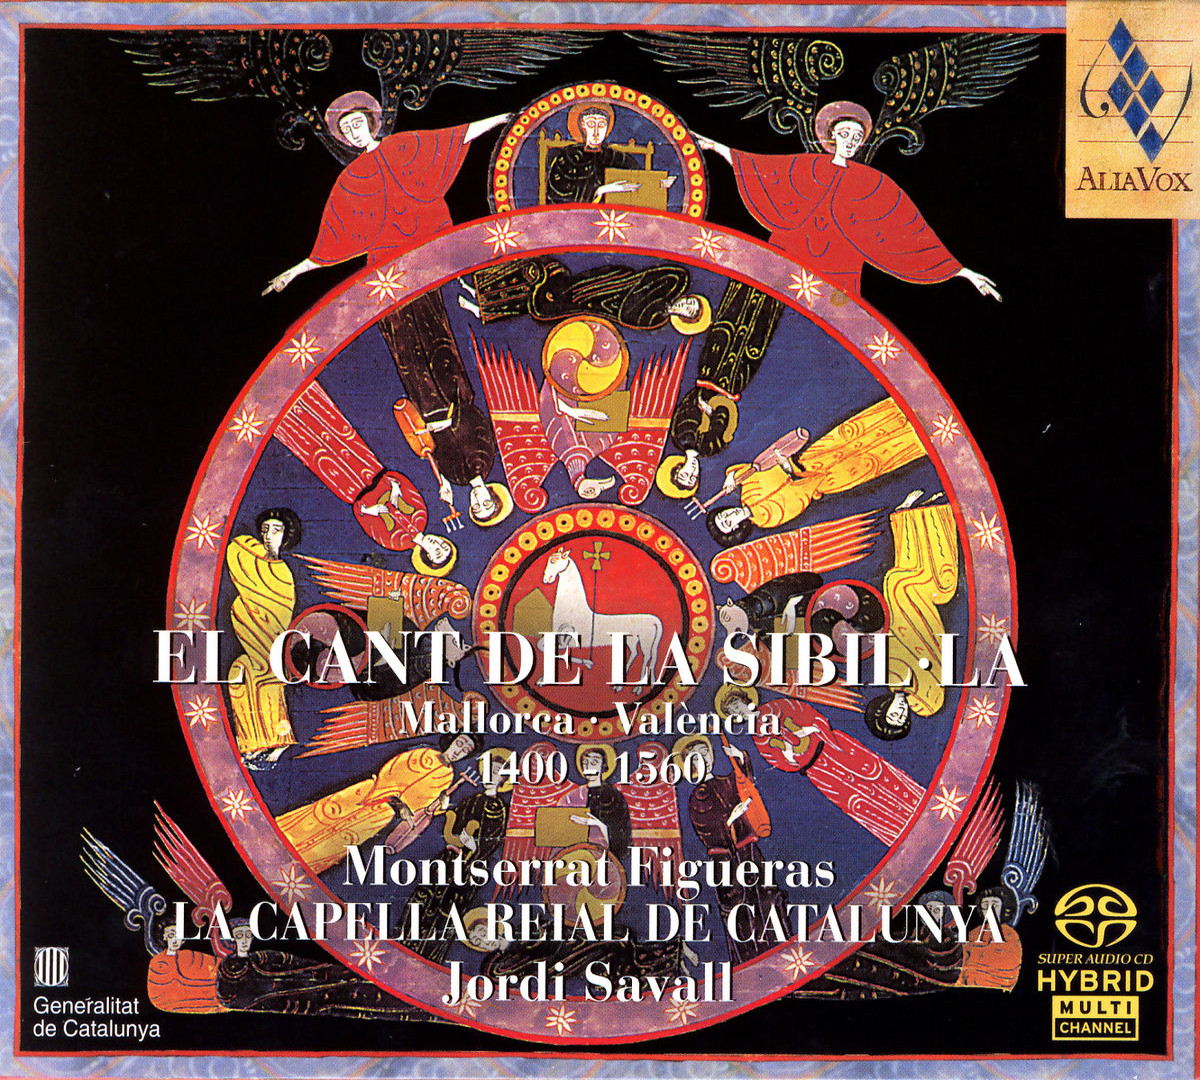 ALIAVOX
EL CANT DE LA SIBIL·LA
Mallorca · València
1400 - 1560
Montserrat Figueras
LA CAPELLA REIAL DE CATALUNYA
Jordi Savall
Generalitat
de Catalunya
SUPER AUDIO CD
HYBRID
MULTI
CHANNEL